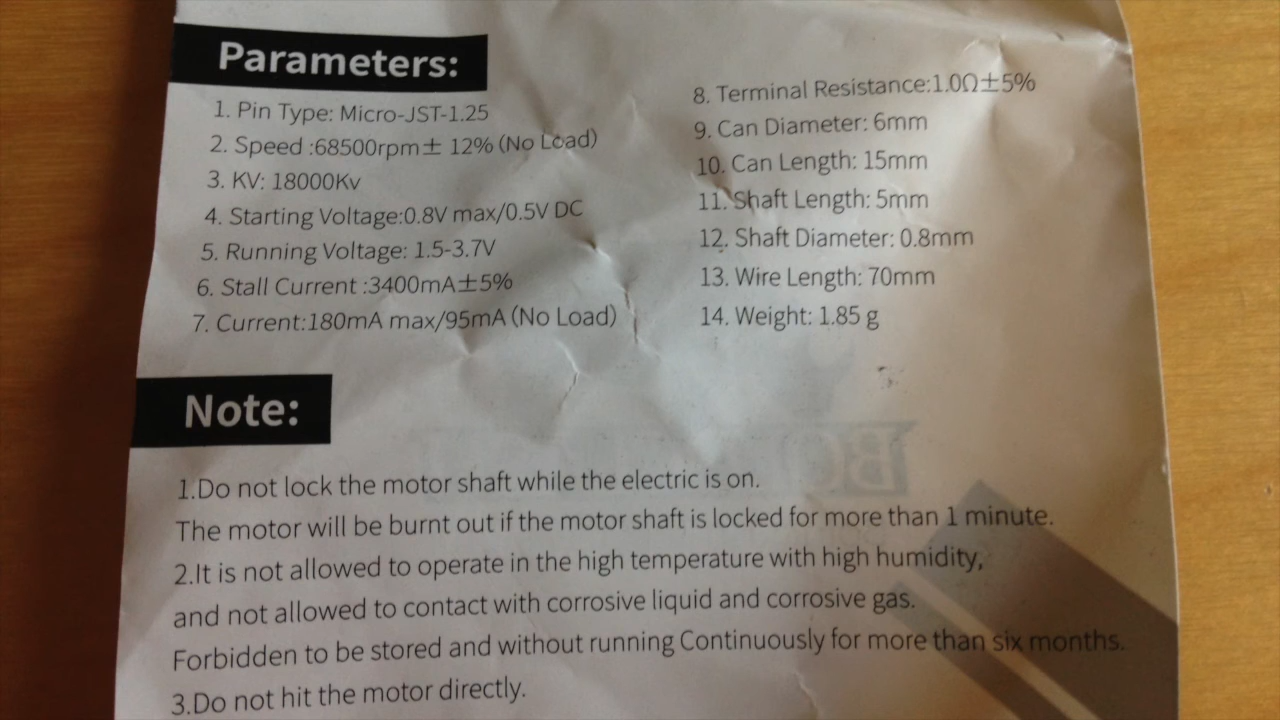 Parameters:
1. Pin Type: Micro-JST-1.25
2. Speed :68500rpm± 12% (No Load)
3. KV: 18000Kv
4. Starting Voltage:0.8V max/0.5V DC
5. Running Voltage: 1.5-3.7V
6. Stall Current :3400mA±5%
7. Current:180mA max/95mA (No Load)
8. Terminal Resistance:1.0Ω±5%
9. Can Diameter: 6mm
10. Can Length: 15mm
11. Shaft Length: 5mm
12. Shaft Diameter: 0.8mm
13. Wire Length: 70mm
14. Weight: 1.85 g
Note:
1.Do not lock the motor shaft while the electric is on.
The motor will be burnt out if the motor shaft is locked for more than 1 minute.
2.It is not allowed to operate in the high temperature with high humidity,
and not allowed to contact with corrosive liquid and corrosive gas.
Forbidden to be stored and without running Continuously for more than six months.
3.Do not hit the motor directly.